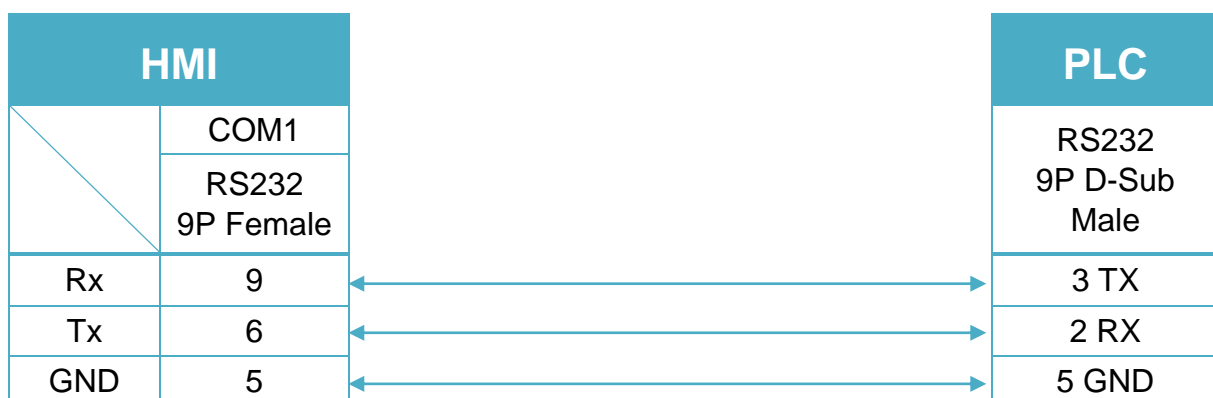 HMI
PLC
COM1
RS232
9P Female
RS232
9P D-Sub
Male
Rx 9 3 TX
Tx 6 2 RX
GND 5 5 GND